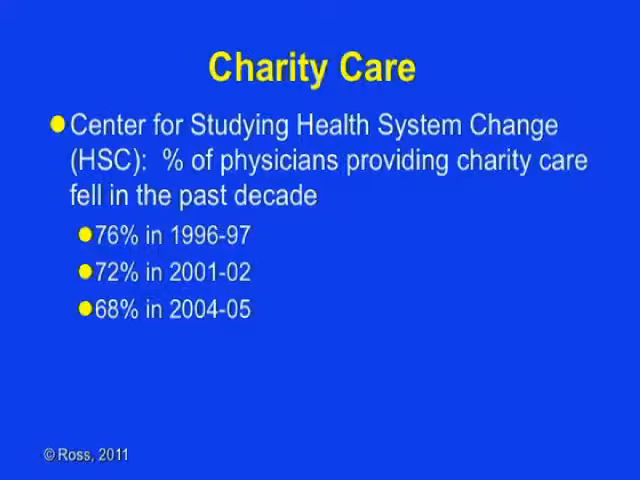 Charity Care
Center for Studying Health System Change
(HSC): % of physicians providing charity care
fell in the past decade
76% in 1996-97
72% in 2001-02
68% in 2004-05
© Ross, 2011